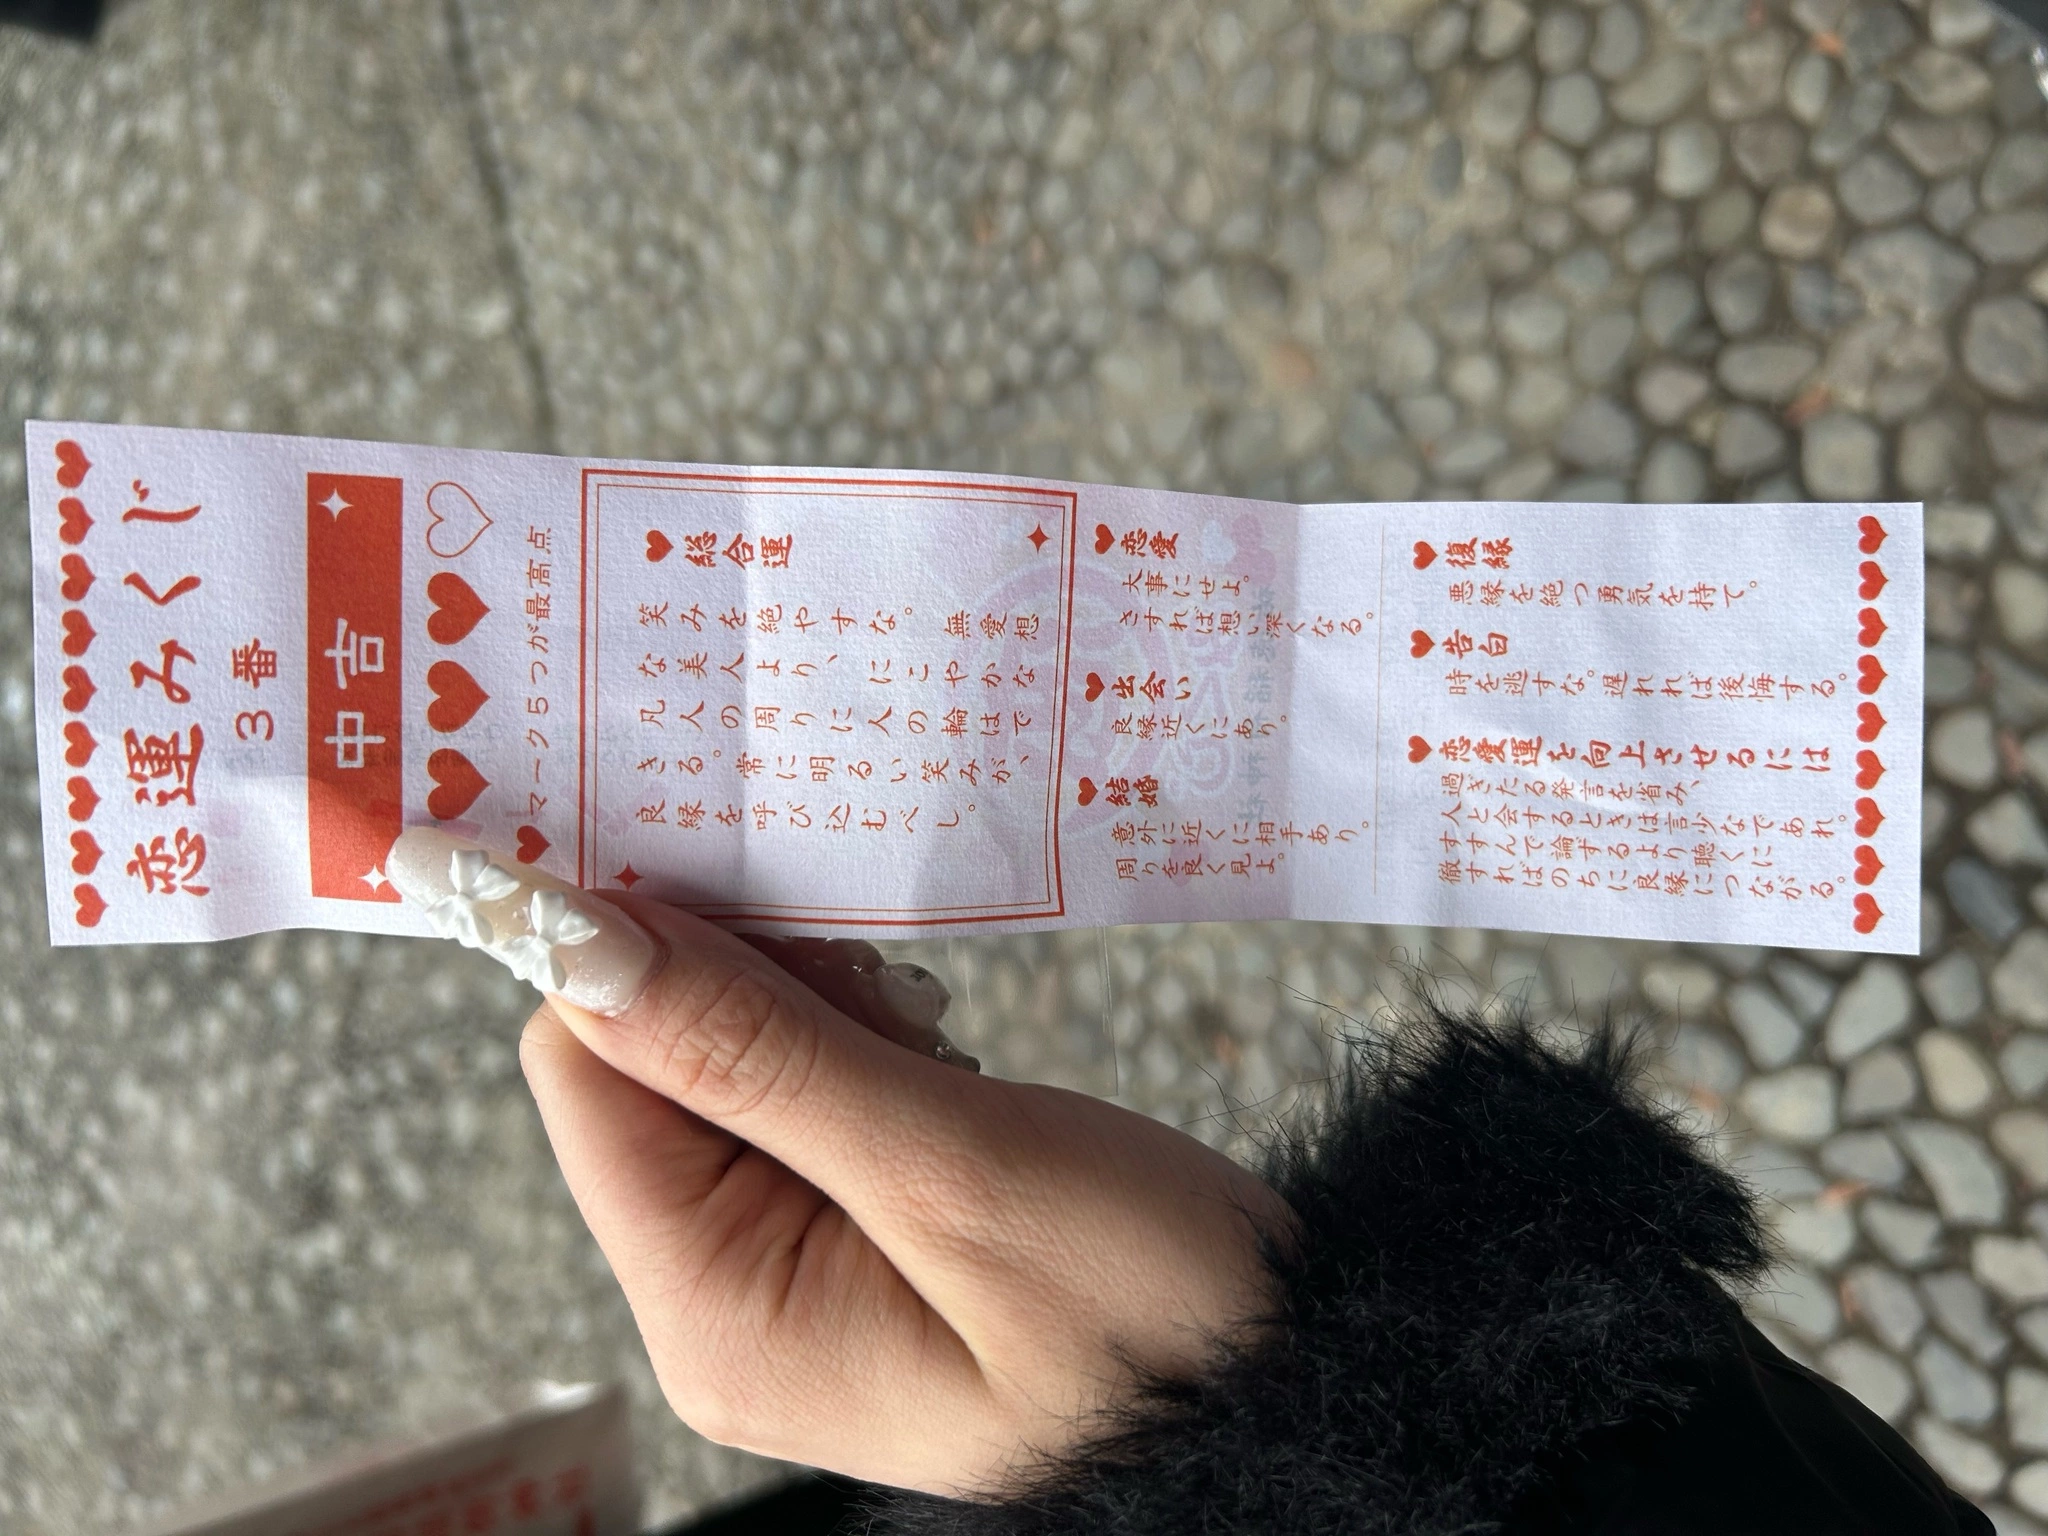 恋運みくじ
3番
中吉
マーク5つが最高点
総合運
笑みを絶やすな。無愛想
な美人より、にこやかな
凡人の周りに人の輪はで
きる。常に明るい笑みが、
良縁を呼び込むべし。
恋愛
大事にせよ。
さすれば想い深くなる。
出会い
良縁近くにあり。
結婚
意外に近くに相手あり。
周りを良く見よ。
復縁
悪縁を絶つ勇気を持て。
告白
時を逃すな。遅れれば後悔する。
恋愛運を向上させるには
過ぎたる発言を省み、
人と会するときは言少なであれ。
すすんで論ずるより聴くに
徹すればのちに良縁につながる。